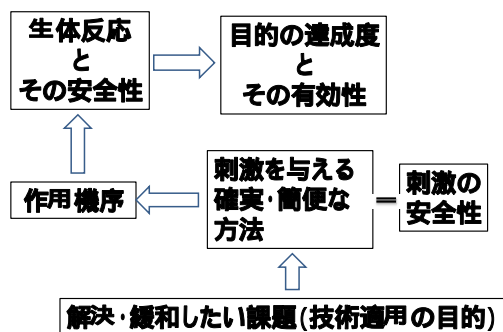 生体反応
と
その安全性
目的の達成度
と
その有効性
作用機序
刺激を与える
確実・簡便な
方法
刺激の
安全性
解決・緩和したい課題(技術適用の目的)